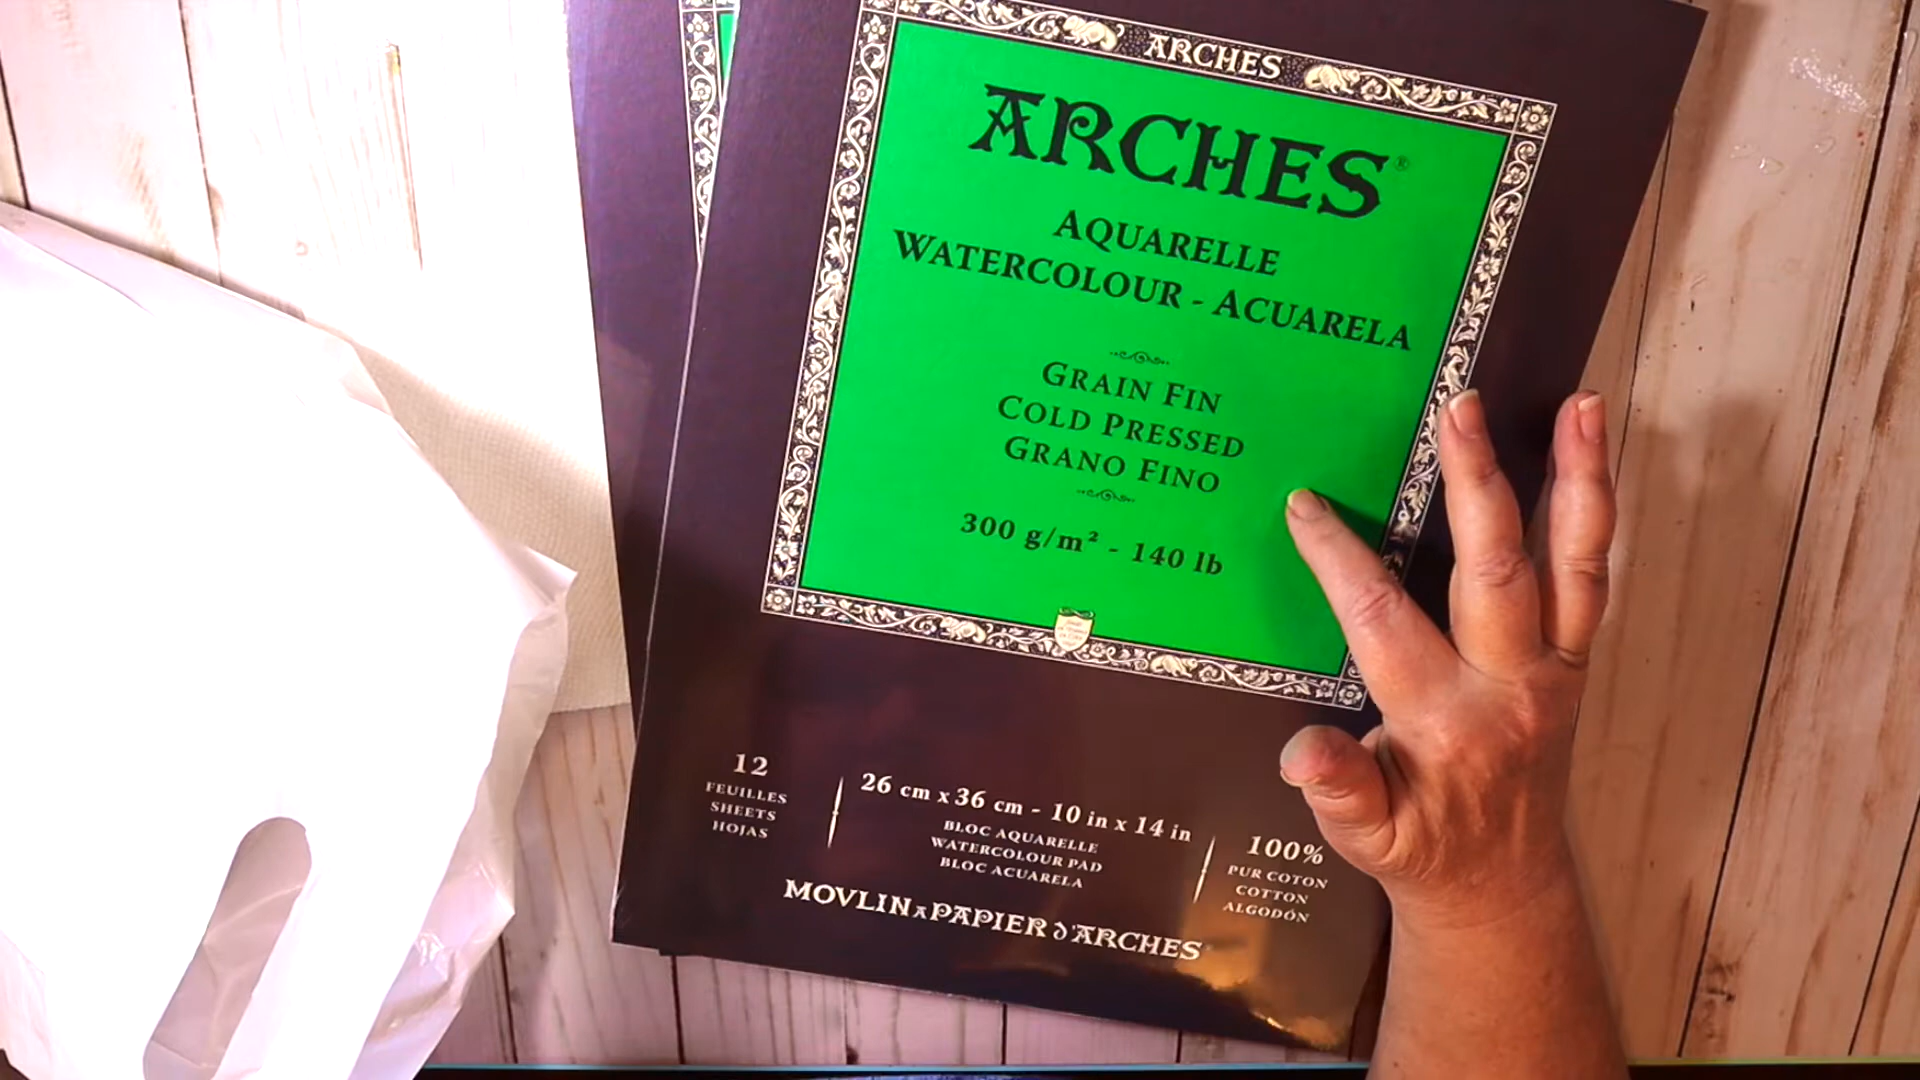 ARCHES
ARCHES®
AQUARELLE
WATERCOLOUR - ACUARELA
GRAIN FIN
COLD PRESSED
GRANO FINO
300 g/m² - 140 lb
12
FEUILLES
SHEETS
HOJAS
26 cm x 36 cm - 10 in x 14 in
BLOC AQUARELLE
WATERCOLOUR PAD
BLOC ACUARELA
100%
PUR COTON
COTTON
ALGODÓN
MOVLIN A PAPIER D'ARCHES